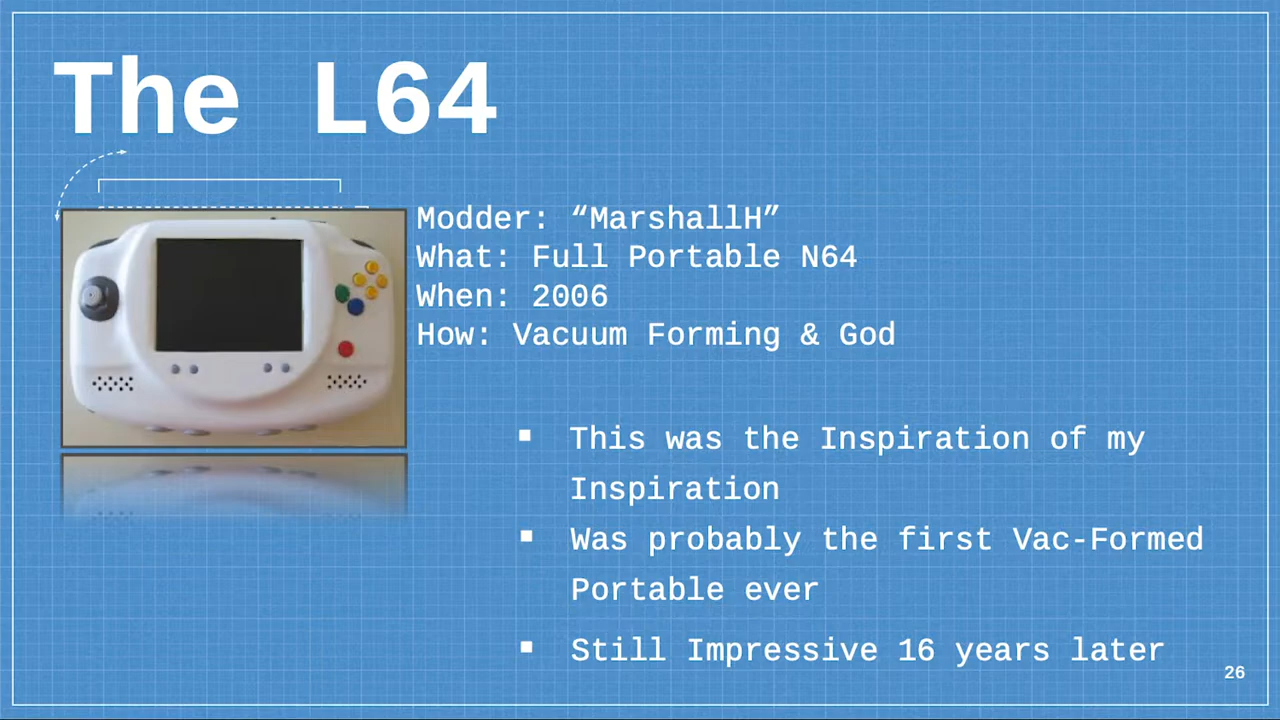 The L64
Modder: “MarshallH”
What: Full Portable N64
When: 2006
How: Vacuum Forming & God
▪ This was the Inspiration of my
Inspiration
▪ Was probably the first Vac-Formed
Portable ever
▪ Still Impressive 16 years later
26